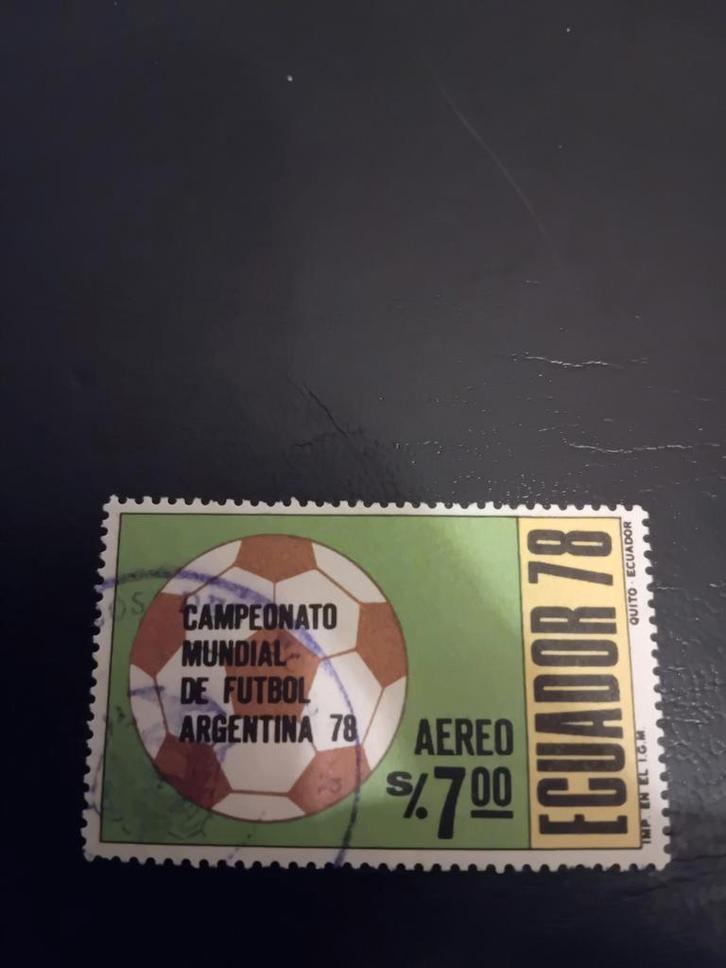 CAMPEONATO
MUNDIAL
DE FUTBOL
ARGENTINA 78
AEREO
S/.7.00
ECUADOR 78
QUITO - ECUADOR
IMP. EN EL I.G.M.